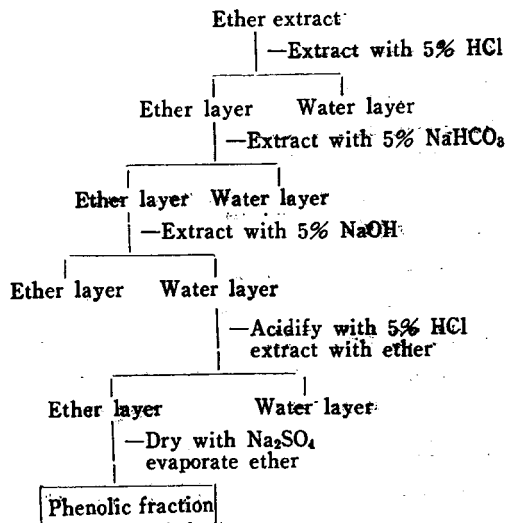 Ether extract
—Extract with 5% HCl
Ether layer Water layer
—Extract with 5% NaHCO₃
Ether layer Water layer
—Extract with 5% NaOH
Ether layer Water layer
—Acidify with 5% HCl
extract with ether
Ether layer Water layer
—Dry with Na₂SO₄
evaporate ether
Phenolic fraction